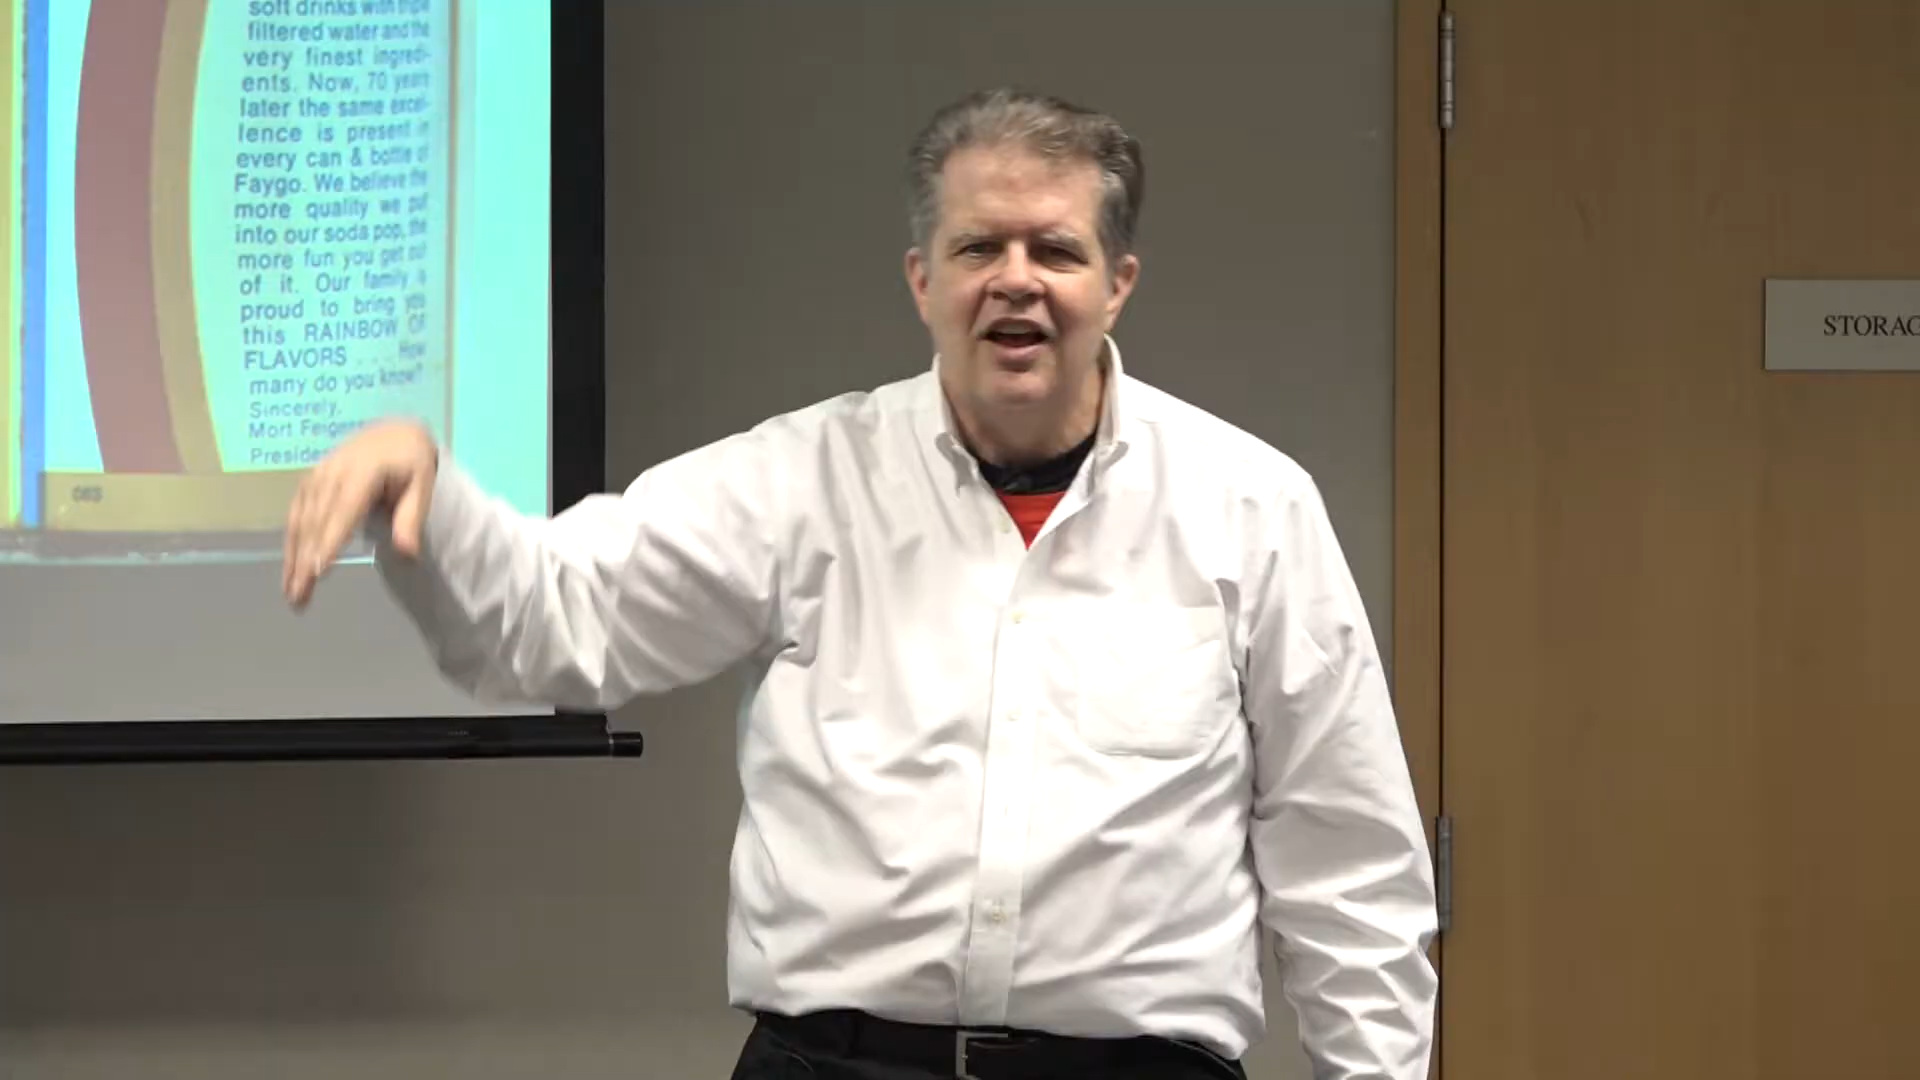 soft drinks with triple
filtered water and the
very finest ingredi-
ents. Now, 70 years
later the same excel-
lence is present in
every can & bottle of
Faygo. We believe the
more quality we put
into our soda pop, the
more fun you get out
of it. Our family is
proud to bring you
this RAINBOW OF
FLAVORS . . . How
many do you know?
Sincerely,
Mort Feigens
Presiden
STORAG